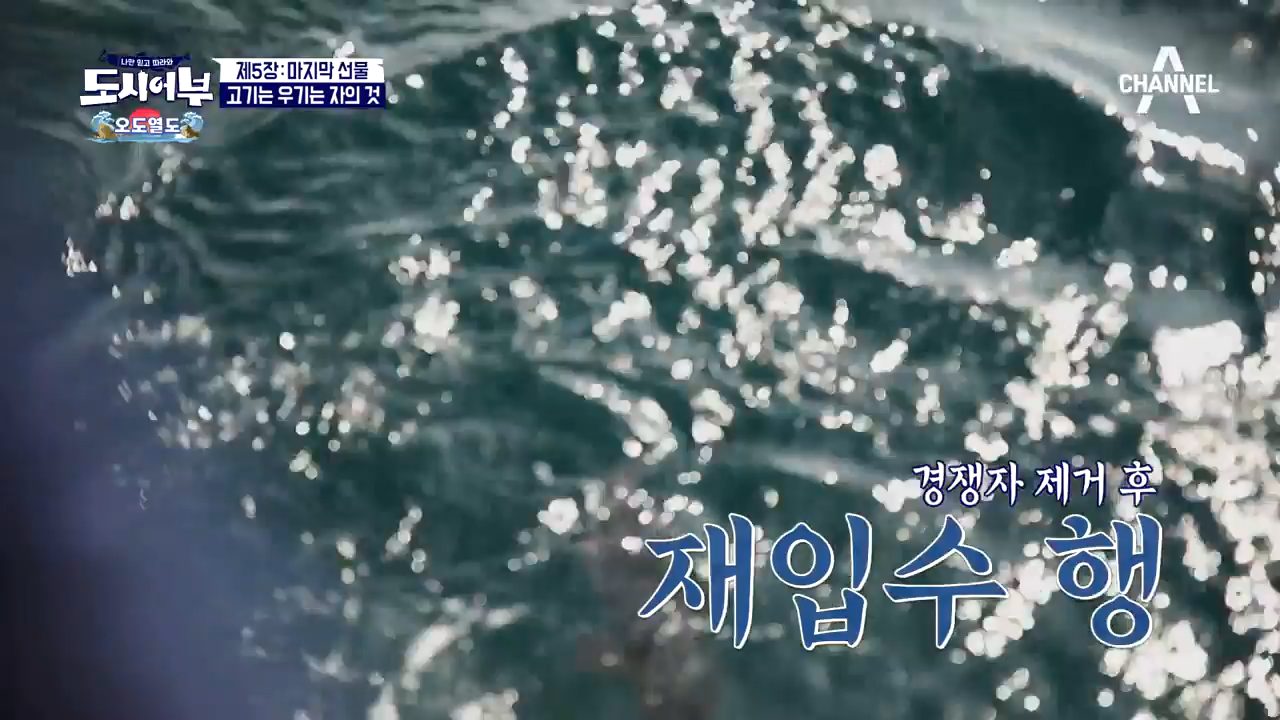 나만 믿고 따라와
도시어부
오도열도
제5장: 마지막 선물
고기는 우기는 자의 것
CHANNEL A
경쟁자 제거 후
재입수 행